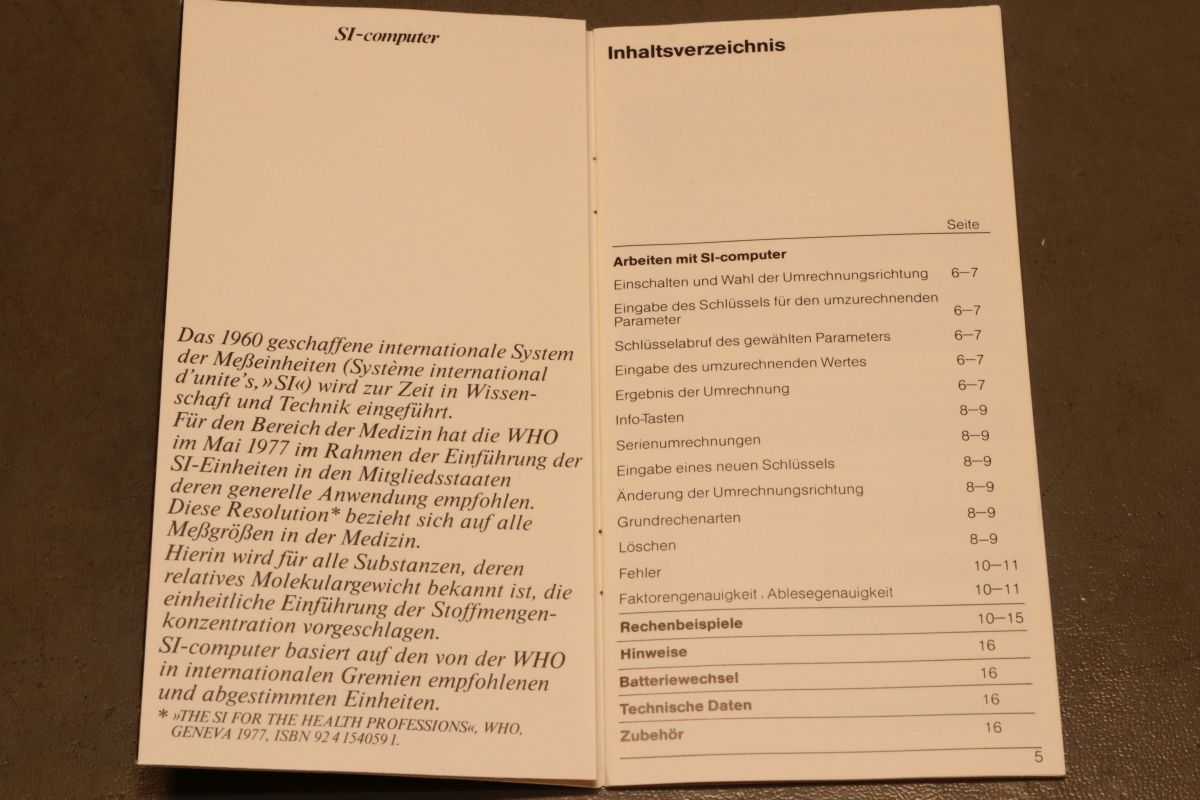 SI-computer
Das 1960 geschaffene internationale System
der Meßeinheiten (Système international
d'unite's, »SI«) wird zur Zeit in Wissen-
schaft und Technik eingeführt.
Für den Bereich der Medizin hat die WHO
im Mai 1977 im Rahmen der Einführung der
SI-Einheiten in den Mitgliedsstaaten
deren generelle Anwendung empfohlen.
Diese Resolution* bezieht sich auf alle
Meßgrößen in der Medizin.
Hierin wird für alle Substanzen, deren
relatives Molekulargewicht bekannt ist, die
einheitliche Einführung der Stoffmengen-
konzentration vorgeschlagen.
SI-computer basiert auf den von der WHO
in internationalen Gremien empfohlenen
und abgestimmten Einheiten.
* »THE SI FOR THE HEALTH PROFESSIONS«, WHO,
GENEVA 1977, ISBN 92 4 154059 1.
Inhaltsverzeichnis
Seite
Arbeiten mit SI-computer
Einschalten und Wahl der Umrechnungsrichtung 6–7
Eingabe des Schlüssels für den umzurechnenden
Parameter 6–7
Schlüsselabruf des gewählten Parameters 6–7
Eingabe des umzurechnenden Wertes 6–7
Ergebnis der Umrechnung 6–7
Info-Tasten 8–9
Serienumrechnungen 8–9
Eingabe eines neuen Schlüssels 8–9
Änderung der Umrechnungsrichtung 8–9
Grundrechenarten 8–9
Löschen 8–9
Fehler 10–11
Faktorengenauigkeit, Ablesegenauigkeit 10–11
Rechenbeispiele 10–15
Hinweise 16
Batteriewechsel 16
Technische Daten 16
Zubehör 16
5